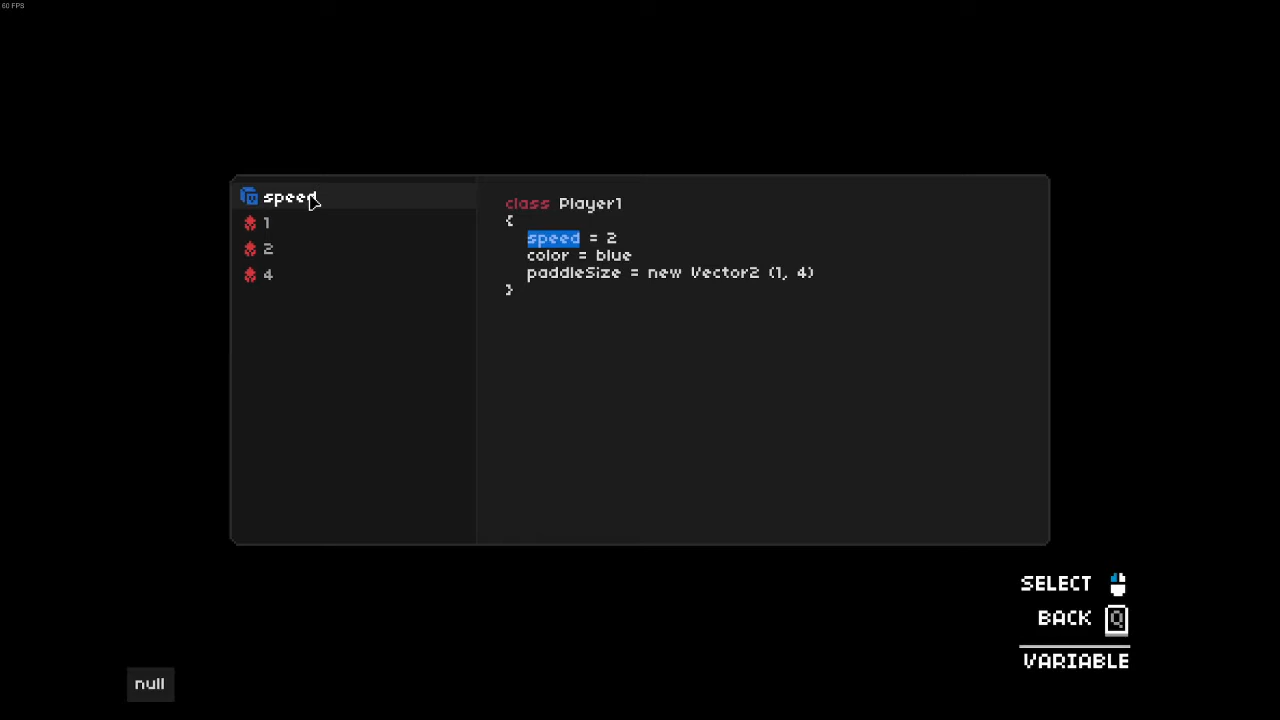 60 FPS
speed
1
2
4
class Player1
{
speed = 2
color = blue
paddleSize = new Vector2 (1, 4)
}
SELECT
BACK Q
VARIABLE
null